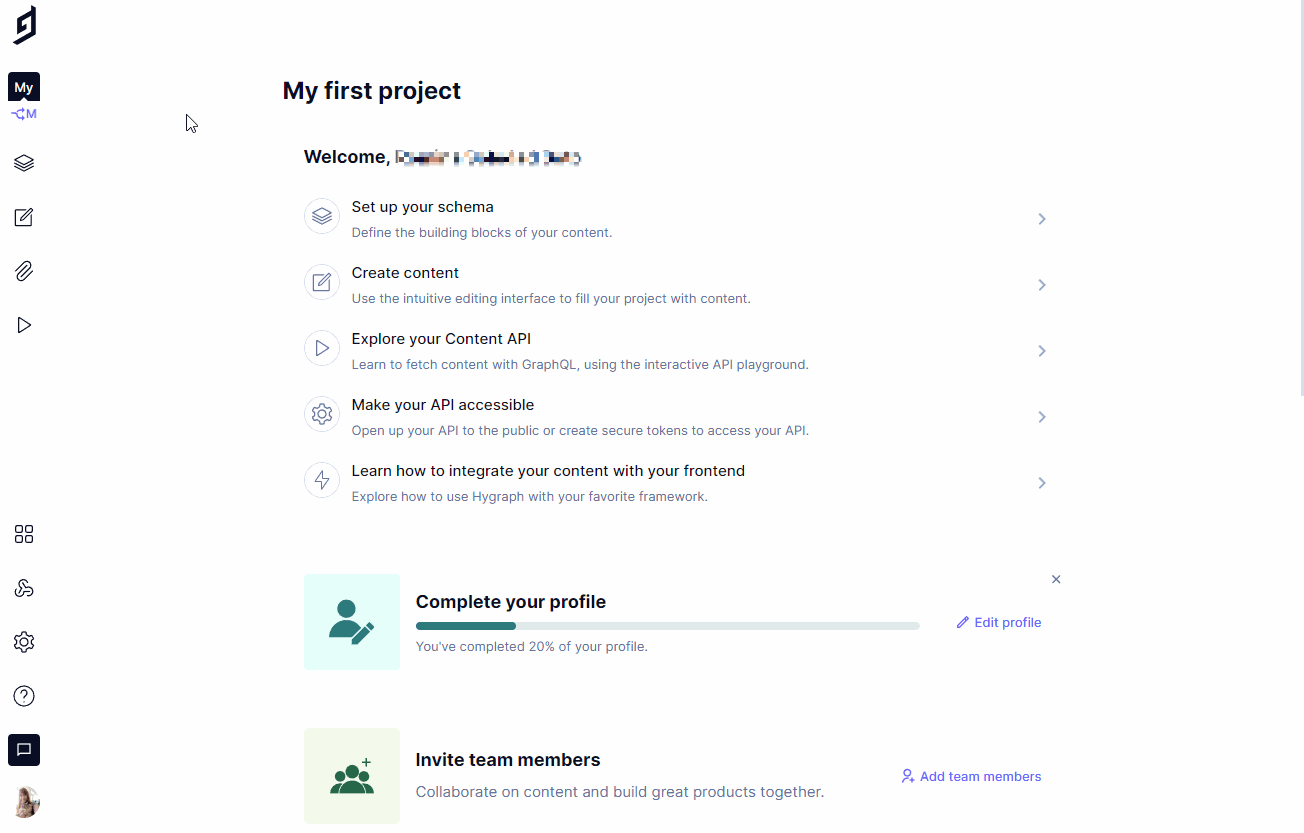 My first project
My
M
Welcome,
Set up your schema
Define the building blocks of your content.
Create content
Use the intuitive editing interface to fill your project with content.
Explore your Content API
Learn to fetch content with GraphQL, using the interactive API playground.
Make your API accessible
Open up your API to the public or create secure tokens to access your API.
Learn how to integrate your content with your frontend
Explore how to use Hygraph with your favorite framework.
Complete your profile
Edit profile
You've completed 20% of your profile.
Invite team members
Add team members
Collaborate on content and build great products together.